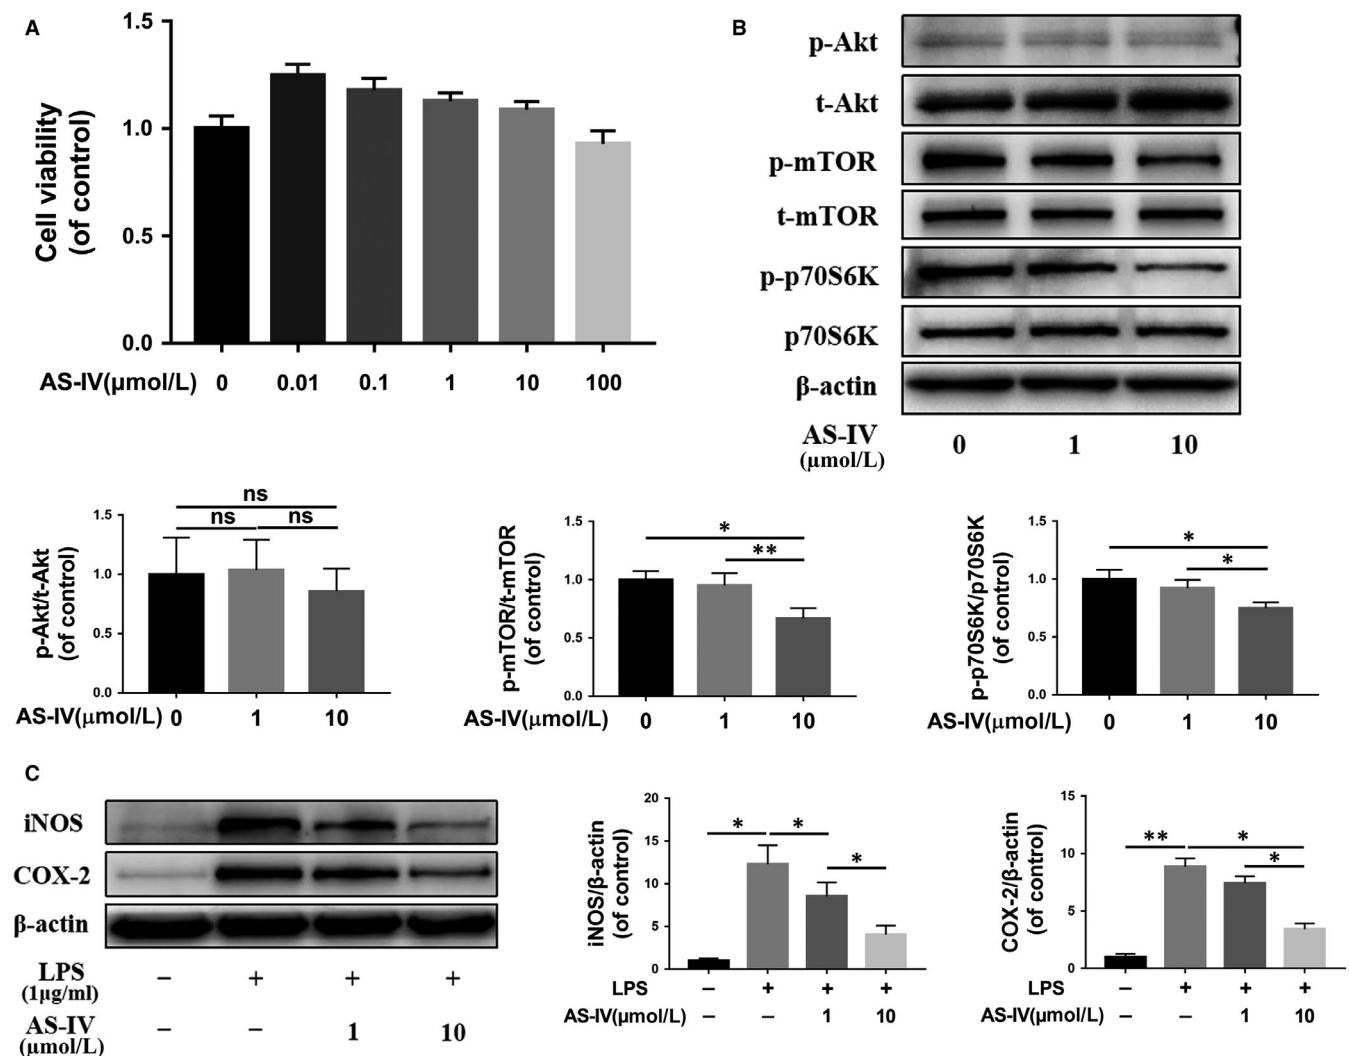 A
1.5
1.0
0.5
0.0
Cell viability
(of control)
AS-IV(μmol/L) 0 0.01 0.1 1 10 100
B
p-Akt
t-Akt
p-mTOR
t-mTOR
p-p70S6K
p70S6K
β-actin
AS-IV 0 1 10
(μmol/L)
ns
ns ns
1.5
1.0
0.5
0.0
p-Akt/t-Akt
(of control)
AS-IV(μmol/L) 0 1 10
*
**
1.5
1.0
0.5
0.0
p-mTOR/t-mTOR
(of control)
AS-IV(μmol/L) 0 1 10
*
*
1.5
1.0
0.5
0.0
p-p70S6K/p70S6K
(of control)
AS-IV(μmol/L) 0 1 10
C
iNOS
COX-2
β-actin
LPS – + + +
(1μg/ml)
AS-IV – – 1 10
(μmol/L)
* *
*
20
15
10
5
0
iNOS/β-actin
(of control)
LPS – + + +
AS-IV(μmol/L) – – 1 10
** *
*
15
10
5
0
COX-2/β-actin
(of control)
LPS – + + +
AS-IV(μmol/L) – – 1 10